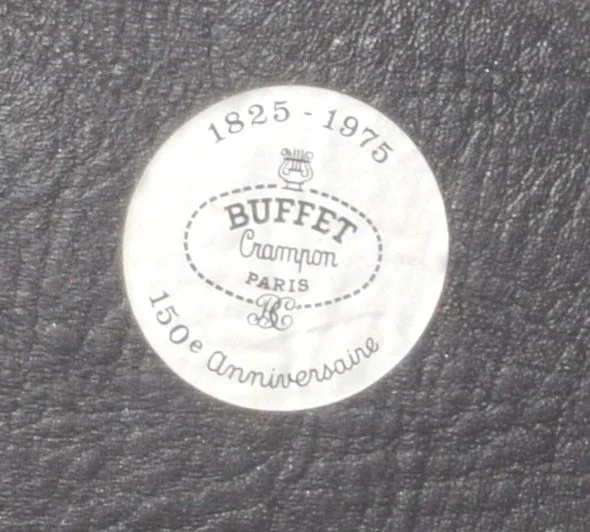 1825 - 1975
BUFFET
Crampon
PARIS
BC
150e Anniversaire